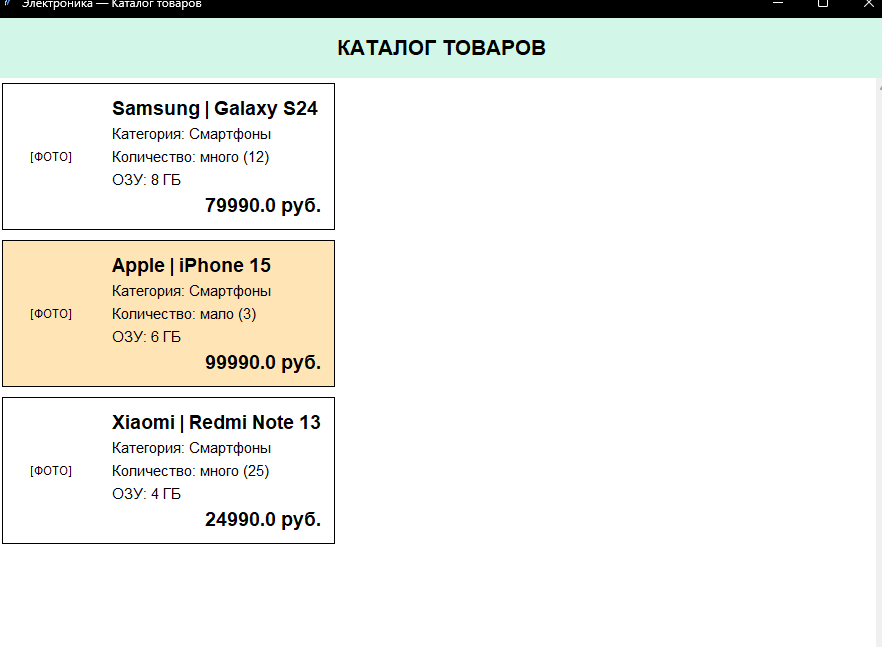 Электроника — Каталог товаров
КАТАЛОГ ТОВАРОВ
Samsung | Galaxy S24
Категория: Смартфоны
[ФОТО]
Количество: много (12)
ОЗУ: 8 ГБ
79990.0 руб.
Apple | iPhone 15
Категория: Смартфоны
[ФОТО]
Количество: мало (3)
ОЗУ: 6 ГБ
99990.0 руб.
Xiaomi | Redmi Note 13
Категория: Смартфоны
[ФОТО]
Количество: много (25)
ОЗУ: 4 ГБ
24990.0 руб.